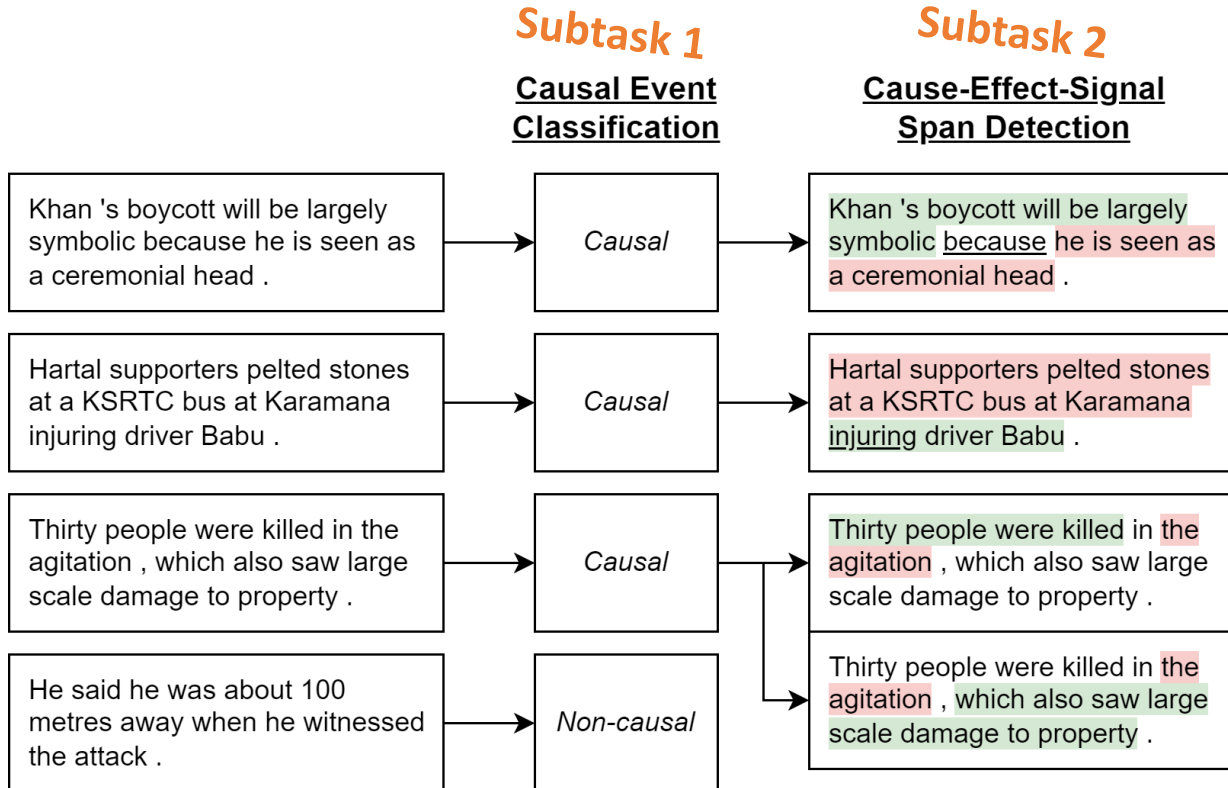 Subtask 1
Subtask 2
Causal Event
Classification
Cause-Effect-Signal
Span Detection
Khan 's boycott will be largely
symbolic because he is seen as
a ceremonial head .
Causal
Khan 's boycott will be largely
symbolic because he is seen as
a ceremonial head .
Hartal supporters pelted stones
at a KSRTC bus at Karamana
injuring driver Babu .
Causal
Hartal supporters pelted stones
at a KSRTC bus at Karamana
injuring driver Babu .
Thirty people were killed in the
agitation , which also saw large
scale damage to property .
Causal
Thirty people were killed in the
agitation , which also saw large
scale damage to property .
He said he was about 100
metres away when he witnessed
the attack .
Non-causal
Thirty people were killed in the
agitation , which also saw large
scale damage to property .